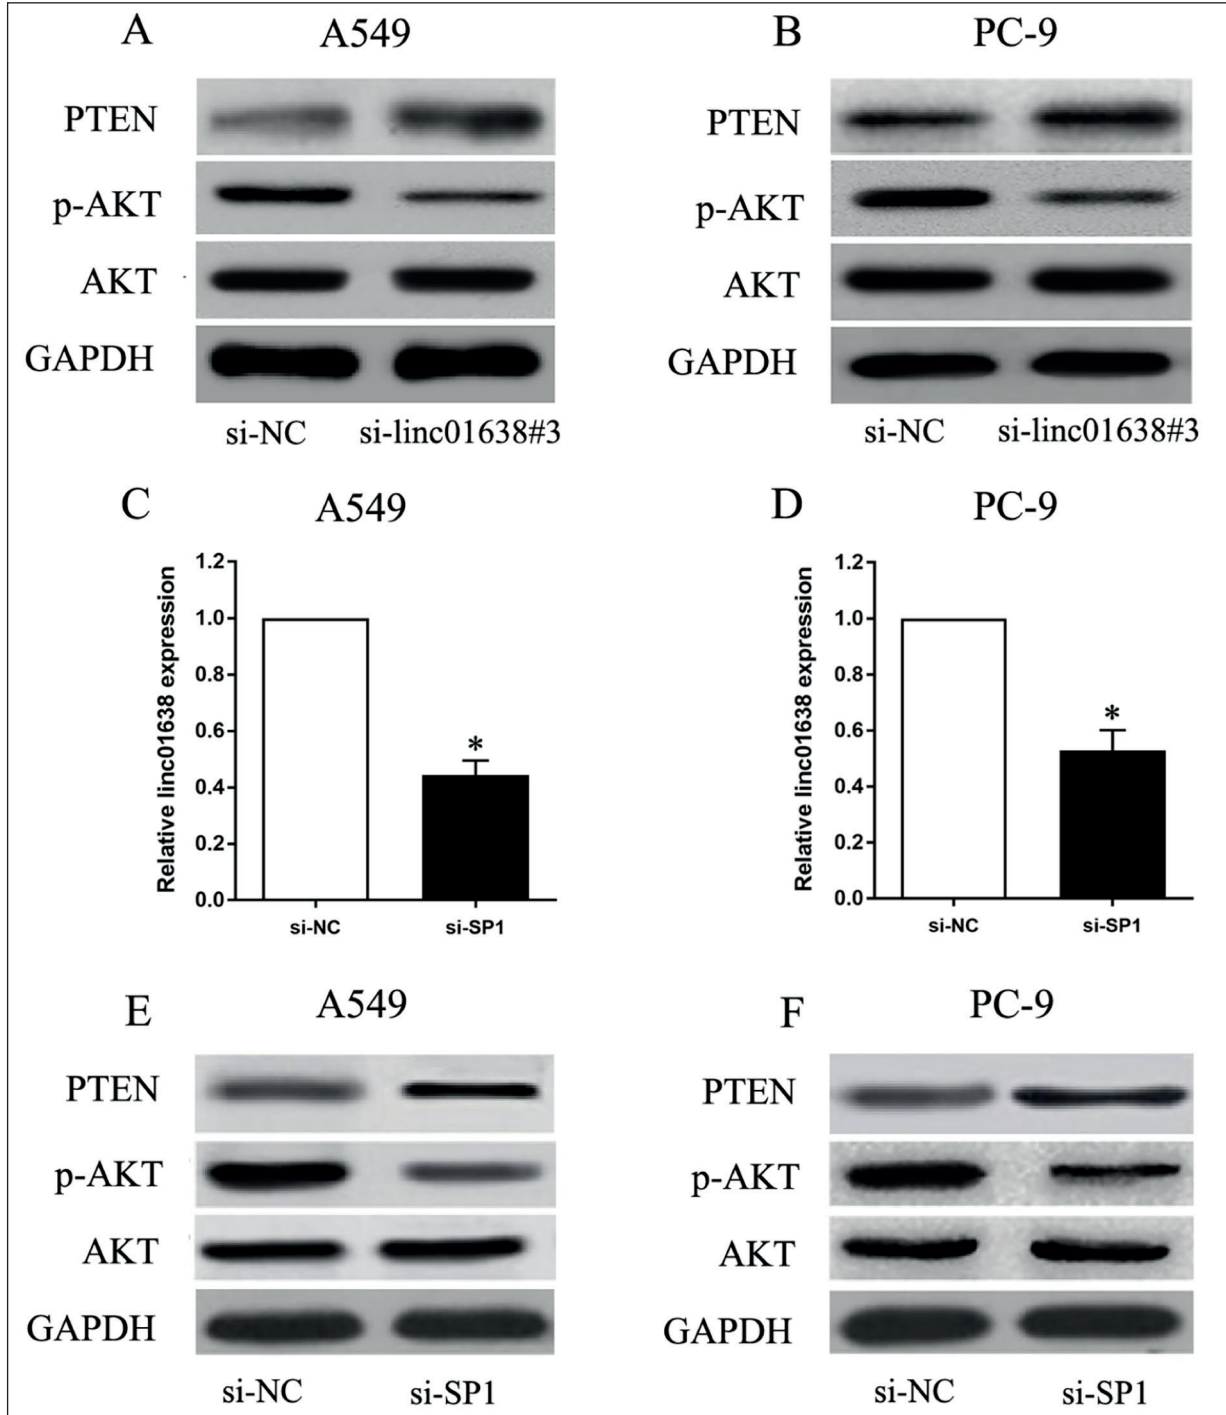 A A549
B PC-9
PTEN
p-AKT
AKT
GAPDH
si-NC si-linc01638#3
PTEN
p-AKT
AKT
GAPDH
si-NC si-linc01638#3
C A549
Relative linc01638 expression
1.2
1.0
0.8
0.6
0.4
0.2
0.0
*
si-NC si-SP1
D PC-9
Relative linc01638 expression
1.2
1.0
0.8
0.6
0.4
0.2
0.0
*
si-NC si-SP1
E A549
PTEN
p-AKT
AKT
GAPDH
si-NC si-SP1
F PC-9
PTEN
p-AKT
AKT
GAPDH
si-NC si-SP1